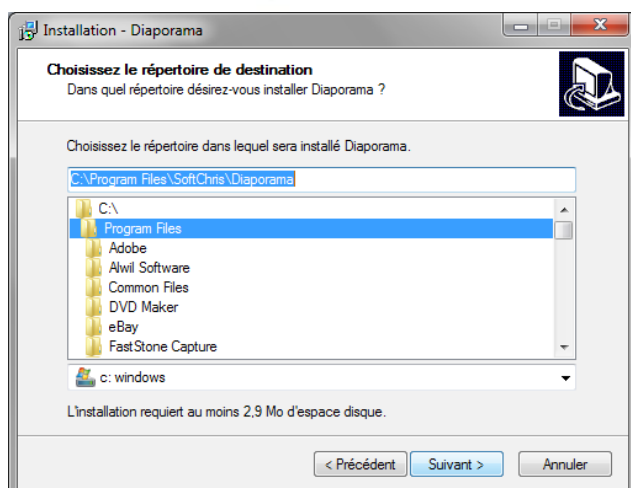 Installation - Diaporama
Choisissez le répertoire de destination
Dans quel répertoire désirez-vous installer Diaporama ?
Choisissez le répertoire dans lequel sera installé Diaporama.
C:\Program Files\SoftChris\Diaporama
C:\
Program Files
Adobe
Alwil Software
Common Files
DVD Maker
eBay
FastStone Capture
c: windows
L'installation requiert au moins 2,9 Mo d'espace disque.
< Précédent Suivant > Annuler